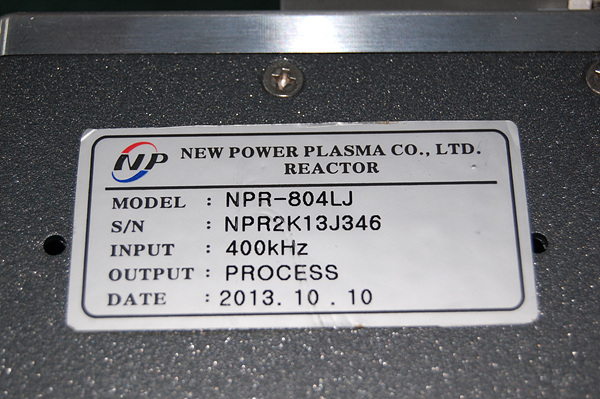 NP NEW POWER PLASMA CO., LTD.
REACTOR
MODEL : NPR-804LJ
S/N : NPR2K13J346
INPUT : 400kHz
OUTPUT : PROCESS
DATE : 2013. 10 . 10